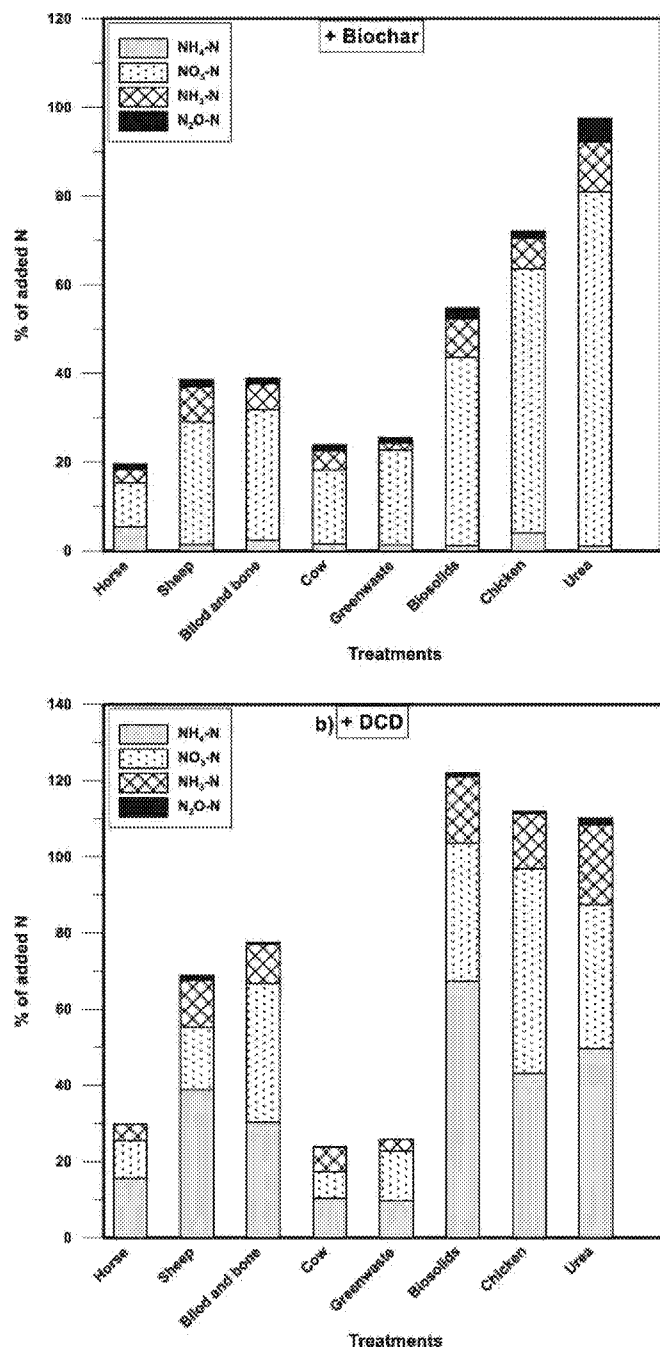 120
100
80
60
40
20
0
% of added N
+ Biochar
NH₄-N
NO₃-N
NH₃-N
N₂O-N
Horse
Sheep
Bllod and bone
Cow
Greenwaste
Biosolids
Chicken
Urea
Treatments
140
120
100
80
60
40
20
0
% of added N
b) + DCD
NH₄-N
NO₃-N
NH₃-N
N₂O-N
Horse
Sheep
Bllod and bone
Cow
Greenwaste
Biosolids
Chicken
Urea
Treatments